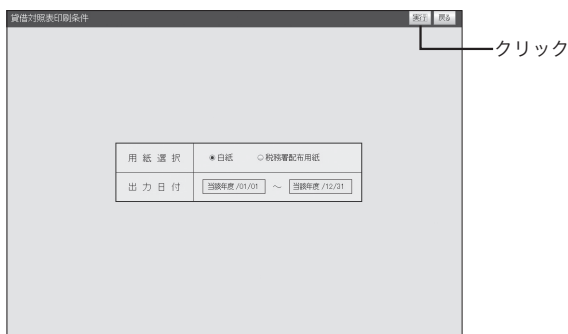 貸借対照表印刷条件 実行 戻る
クリック
用紙選択 白紙 税務署配布用紙
出力日付 当該年度/01/01 ～ 当該年度/12/31